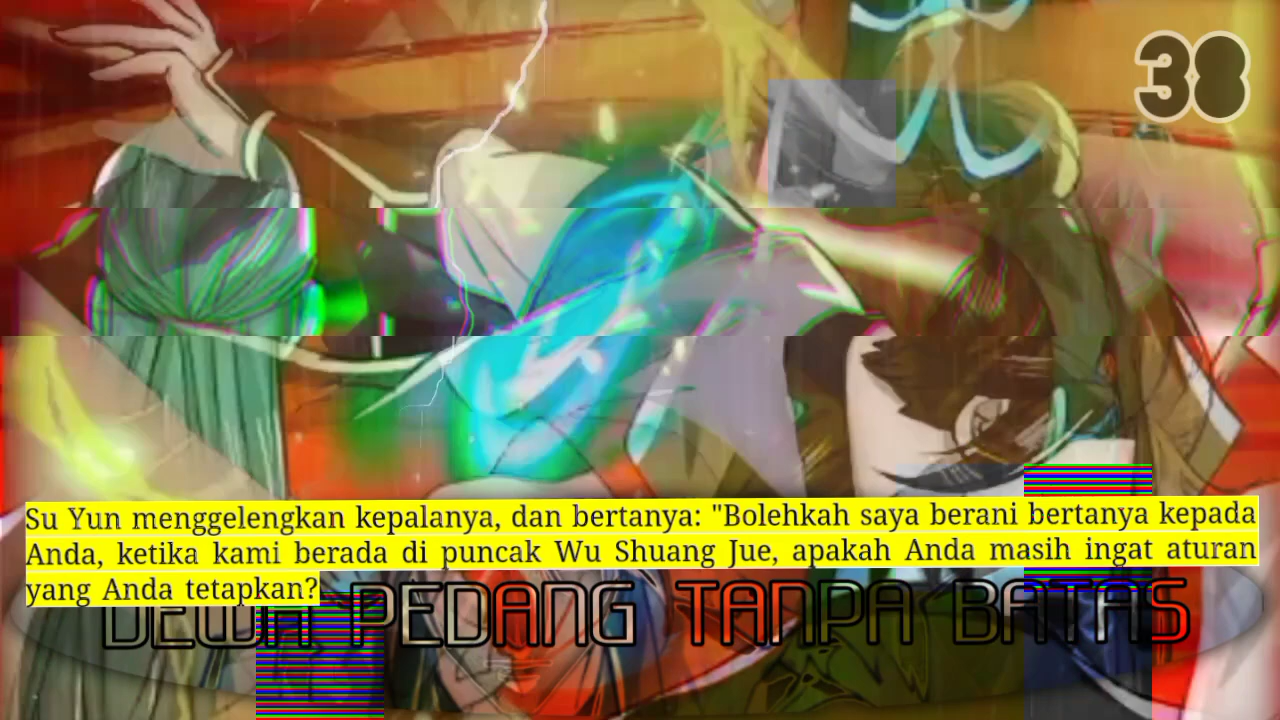 38
Su Yun menggelengkan kepalanya, dan bertanya: "Bolehkah saya berani bertanya kepada
Anda, ketika kami berada di puncak Wu Shuang Jue, apakah Anda masih ingat aturan
yang Anda tetapkan?
DEWA PEDANG TANPA BATAS